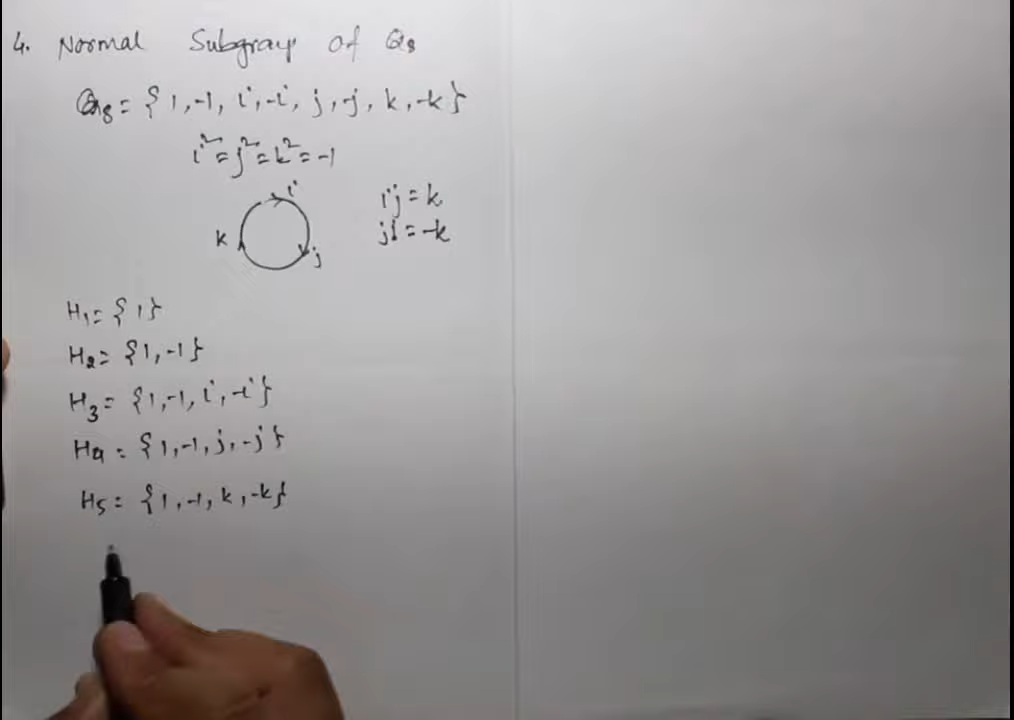 4. Normal Subgroup of Q₈
Q₈ = {1, -1, i, -i, j, -j, k, -k}
i² = j² = k² = -1
i
ij = k
k
ji = -k
j
H₁ = {1}
H₂ = {1, -1}
H₃ = {1, -1, i, -i}
H₄ = {1, -1, j, -j}
H₅ = {1, -1, k, -k}